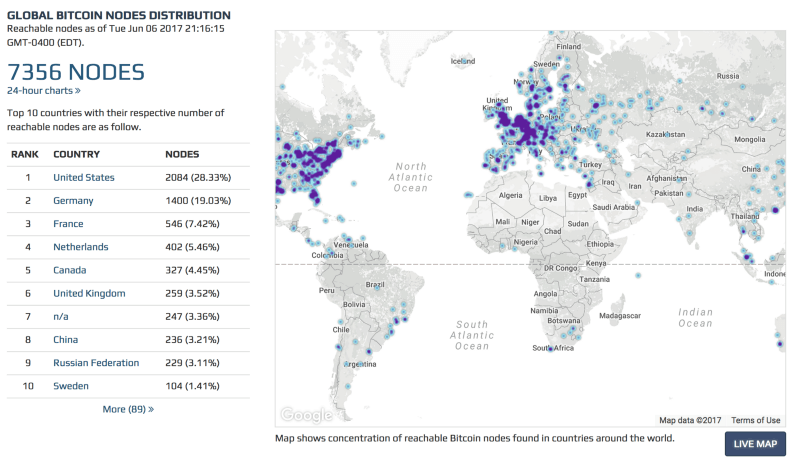 GLOBAL BITCOIN NODES DISTRIBUTION
Reachable nodes as of Tue Jun 06 2017 21:16:15
GMT-0400 (EDT).
7356 NODES
24-hour charts »
Top 10 countries with their respective number of
reachable nodes are as follow.
RANK COUNTRY NODES
1 United States 2084 (28.33%)
2 Germany 1400 (19.03%)
3 France 546 (7.42%)
4 Netherlands 402 (5.46%)
5 Canada 327 (4.45%)
6 United Kingdom 259 (3.52%)
7 n/a 247 (3.36%)
8 China 236 (3.21%)
9 Russian Federation 229 (3.11%)
10 Sweden 104 (1.41%)
More (89) »
Finland
Iceland
Sweden
Norway
Russia
United
Kingdom
Kazakhstan
Mongolia
North
Atlantic
Ocean
Turkey
China
Afghanistan
Iraq
Iran
Pakistan
Algeria
Libya
Egypt
Saudi Arabia
India
Thailand
Mali
Niger
Chad
Sudan
Nigeria
Ethiopia
Venezuela
Colombia
Kenya
DR Congo
Tanzania
Indone
Peru
Brazil
Bolivia
Angola
Namibia
Botswana
Madagascar
Indian
Ocean
South
Atlantic
Ocean
Chile
South Africa
Argentina
Google
Map data ©2017 Terms of Use
Map shows concentration of reachable Bitcoin nodes found in countries around the world.
LIVE MAP